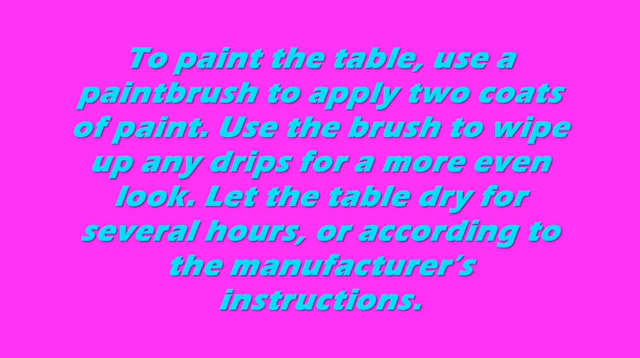 To paint the table, use a
paintbrush to apply two coats
of paint. Use the brush to wipe
up any drips for a more even
look. Let the table dry for
several hours, or according to
the manufacturer’s
instructions.